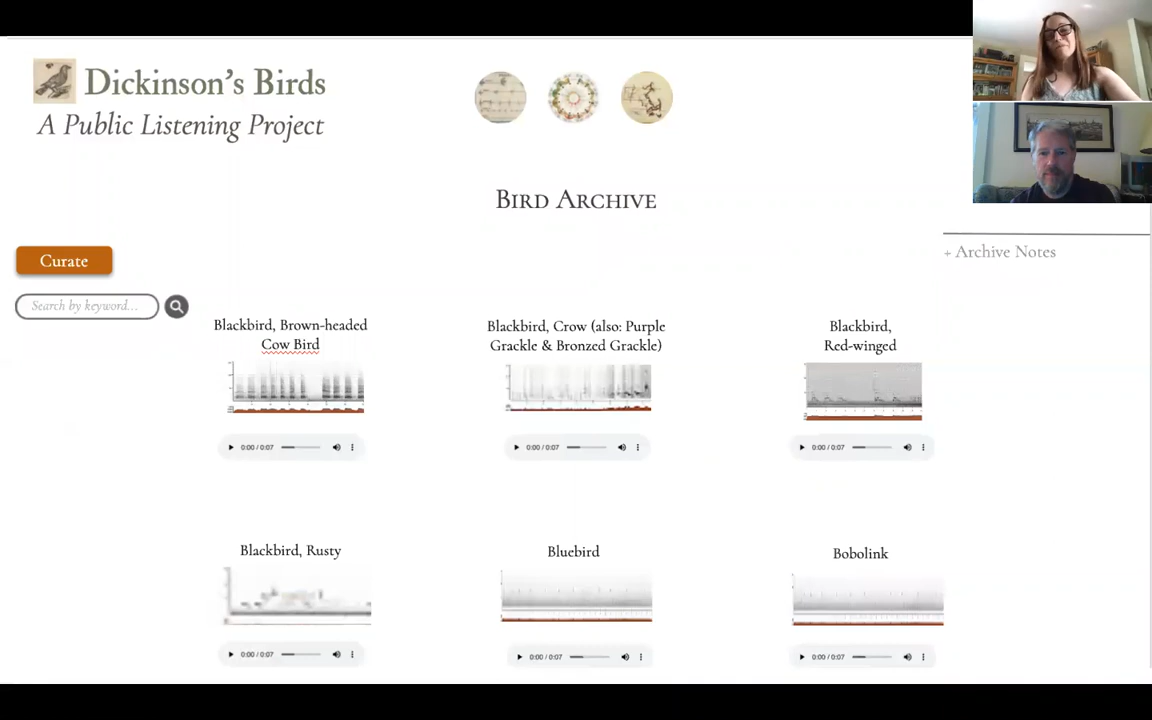 Dickinson's Birds
A Public Listening Project
BIRD ARCHIVE
Curate
+ Archive Notes
Search by keyword...
Blackbird, Brown-headed
Cow Bird
Blackbird, Crow (also: Purple
Grackle & Bronzed Grackle)
Blackbird,
Red-winged
0:00 / 0:07
0:00 / 0:07
0:00 / 0:07
Blackbird, Rusty
Bluebird
Bobolink
0:00 / 0:07
0:00 / 0:07
0:00 / 0:07